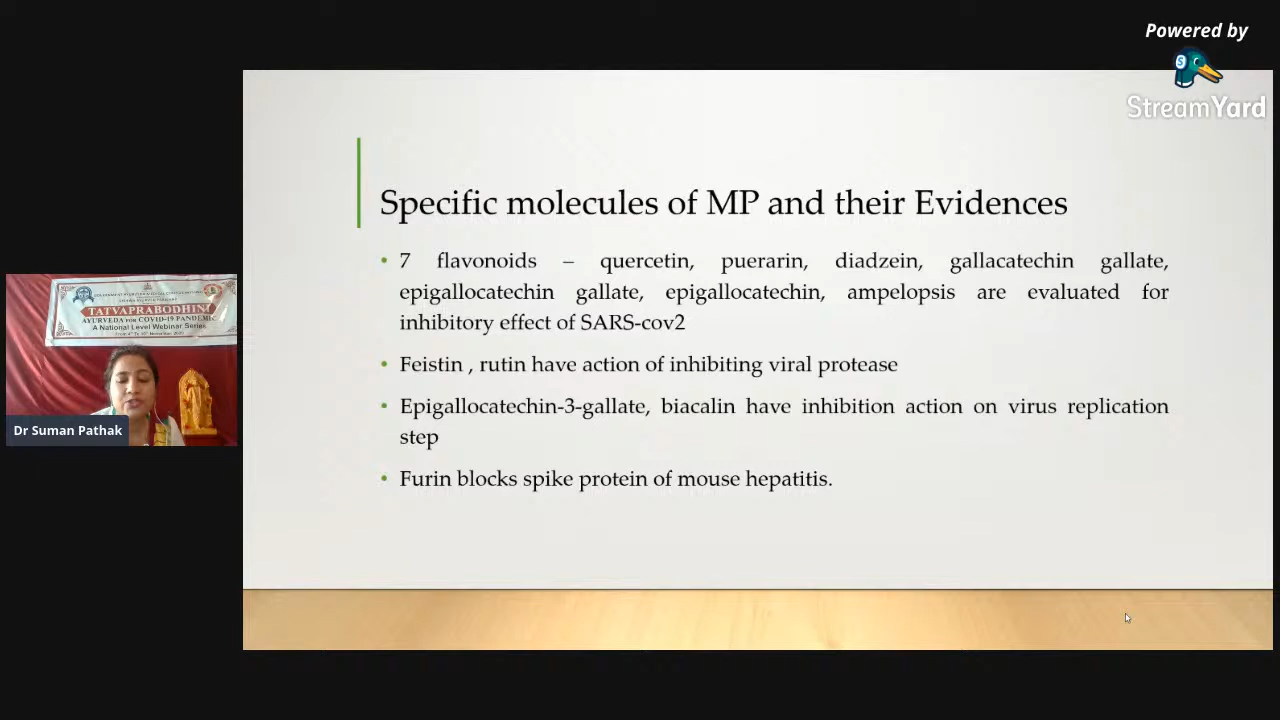 Powered by
StreamYard
Specific molecules of MP and their Evidences
• 7 flavonoids – quercetin, puerarin, diadzein, gallacatechin gallate,
epigallocatechin gallate, epigallocatechin, ampelopsis are evaluated for
inhibitory effect of SARS-cov2
• Feistin , rutin have action of inhibiting viral protease
• Epigallocatechin-3-gallate, biacalin have inhibition action on virus replication
step
• Furin blocks spike protein of mouse hepatitis.
TATVAPRABODHINI
AYURVEDA FOR COVID-19 PANDEMIC
A National Level Webinar Series
Dr Suman Pathak